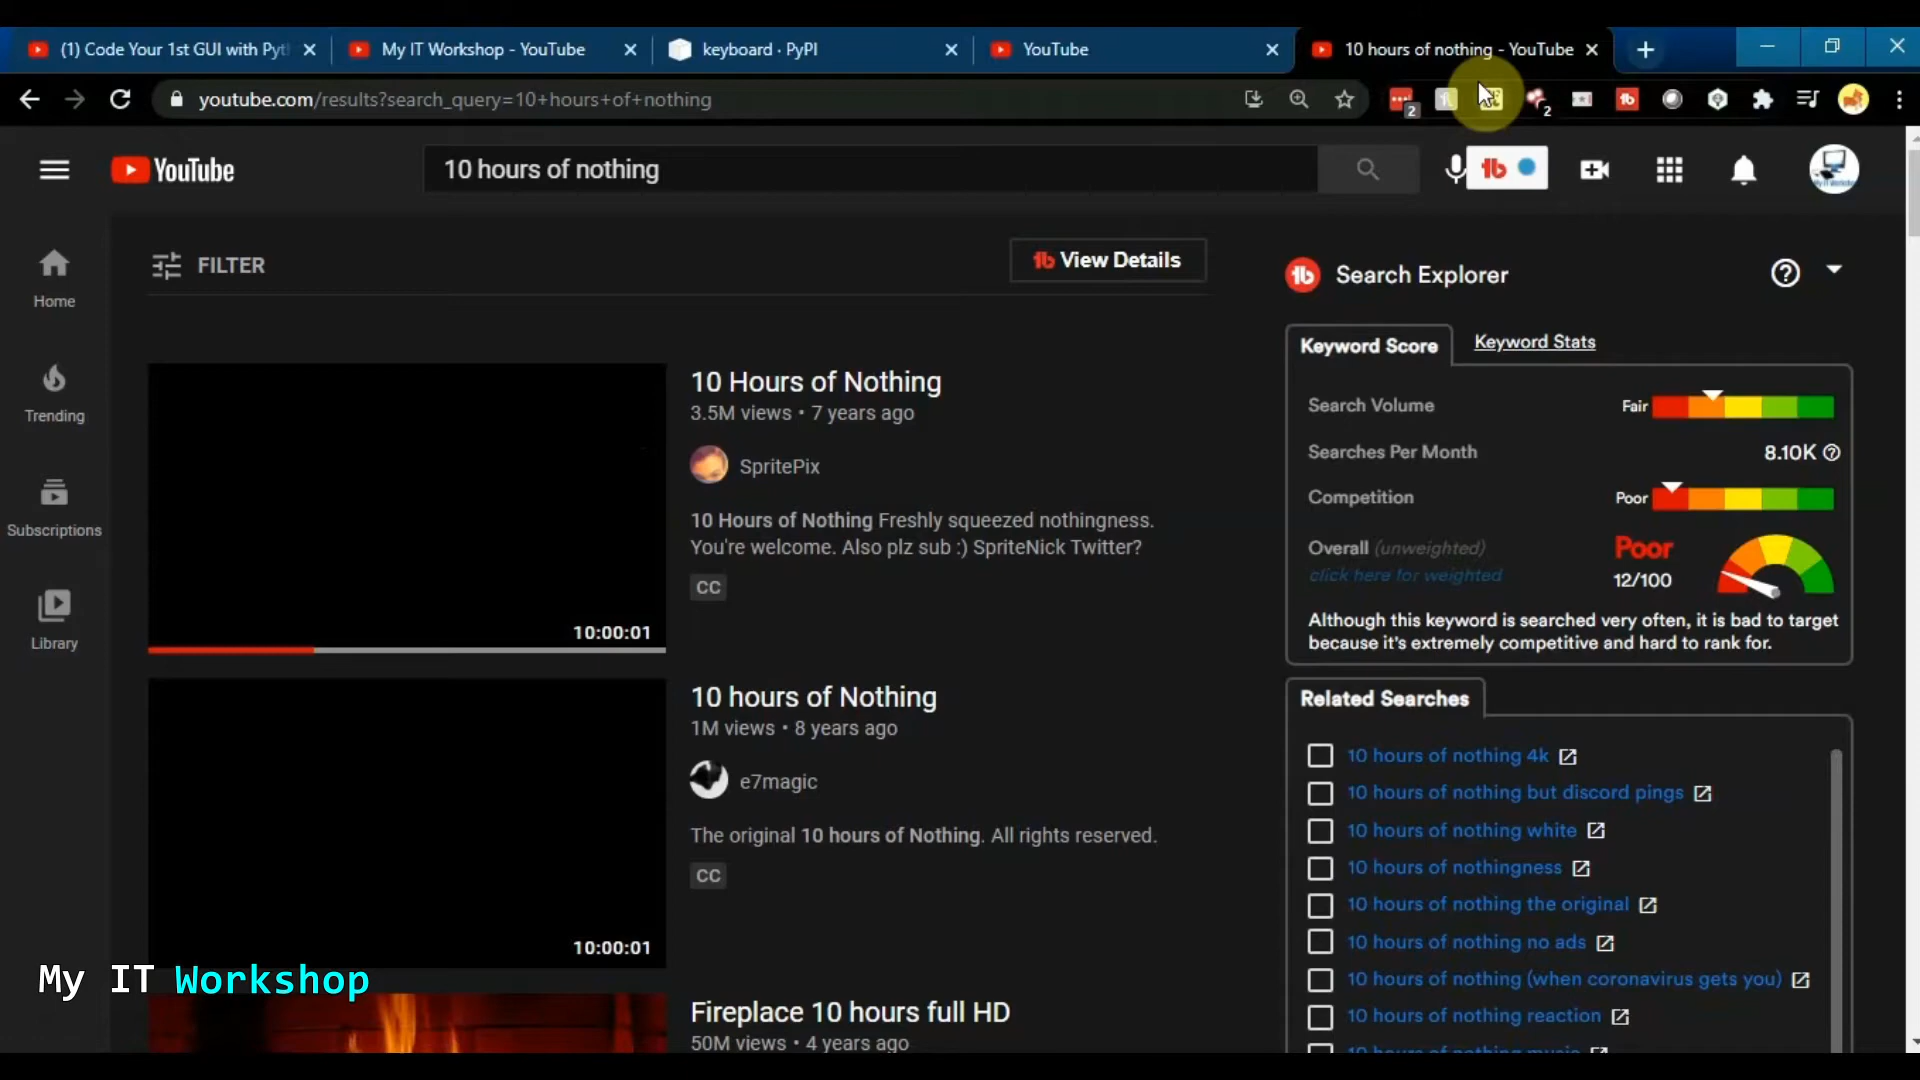 (1) Code Your 1st GUI with Pyth
My IT Workshop - YouTube
keyboard · PyPI
YouTube
10 hours of nothing - YouTube
youtube.com/results?search_query=10+hours+of+nothing
2
2
YouTube
10 hours of nothing
Home
Trending
Subscriptions
Library
FILTER
View Details
10 Hours of Nothing
3.5M views • 7 years ago
SpritePix
10 Hours of Nothing Freshly squeezed nothingness.
You're welcome. Also plz sub :) SpriteNick Twitter?
CC
10:00:01
10 hours of Nothing
1M views • 8 years ago
e7magic
The original 10 hours of Nothing. All rights reserved.
CC
10:00:01
Fireplace 10 hours full HD
50M views • 4 years ago
Search Explorer
Keyword Score
Keyword Stats
Search Volume
Fair
Searches Per Month
8.10K
Competition
Poor
Overall (unweighted)
click here for weighted
Poor
12/100
Although this keyword is searched very often, it is bad to target
because it's extremely competitive and hard to rank for.
Related Searches
10 hours of nothing 4k
10 hours of nothing but discord pings
10 hours of nothing white
10 hours of nothingness
10 hours of nothing the original
10 hours of nothing no ads
10 hours of nothing (when coronavirus gets you)
10 hours of nothing reaction
10 hours of nothing music
My IT Workshop